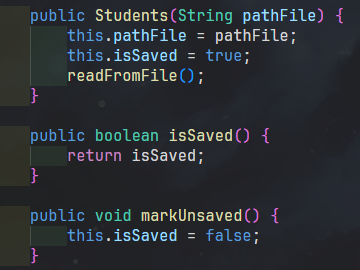 public Students(String pathFile) {
this.pathFile = pathFile;
this.isSaved = true;
readFromFile();
}
public boolean isSaved() {
return isSaved;
}
public void markUnsaved() {
this.isSaved = false;
}